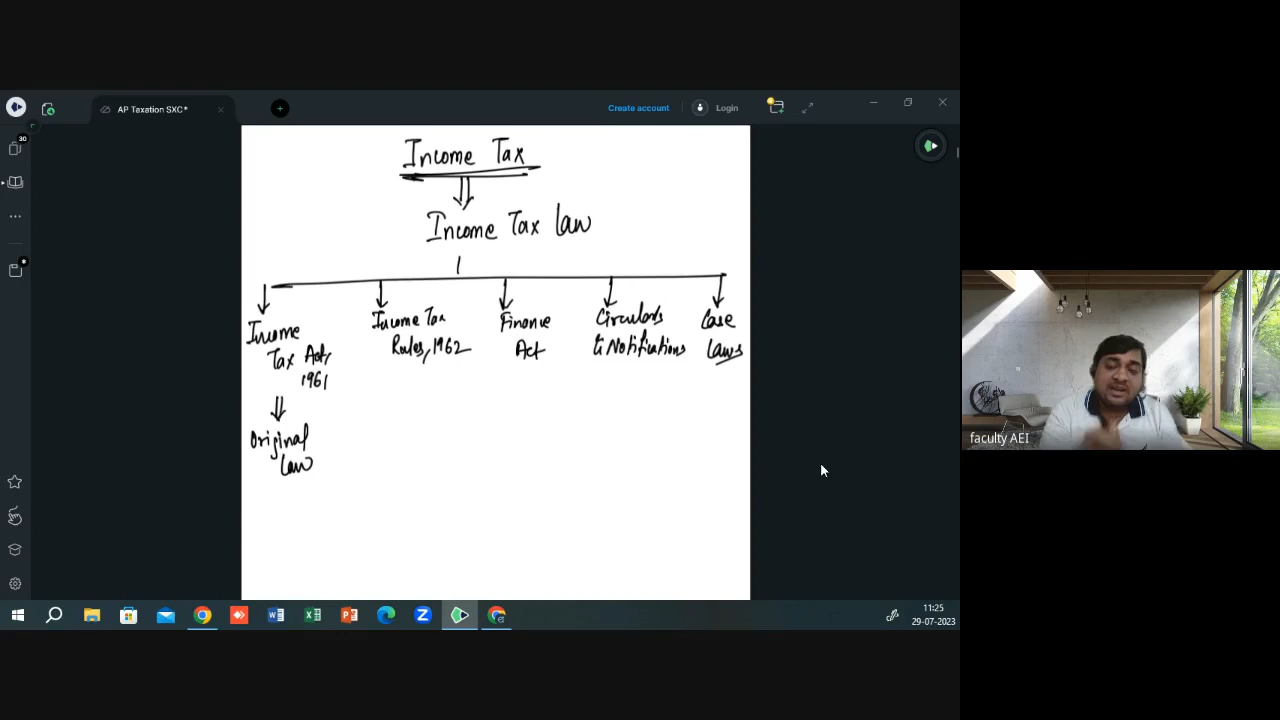 AP Taxation SXC*
Create account
Login
30
Income Tax
Income Tax Law
Income
Tax Act,
1961
Income Tax
Rules, 1962
Finance
Act
Circulars
& Notifications
Case
Laws
Original
Law
faculty AEI
11:25
29-07-2023